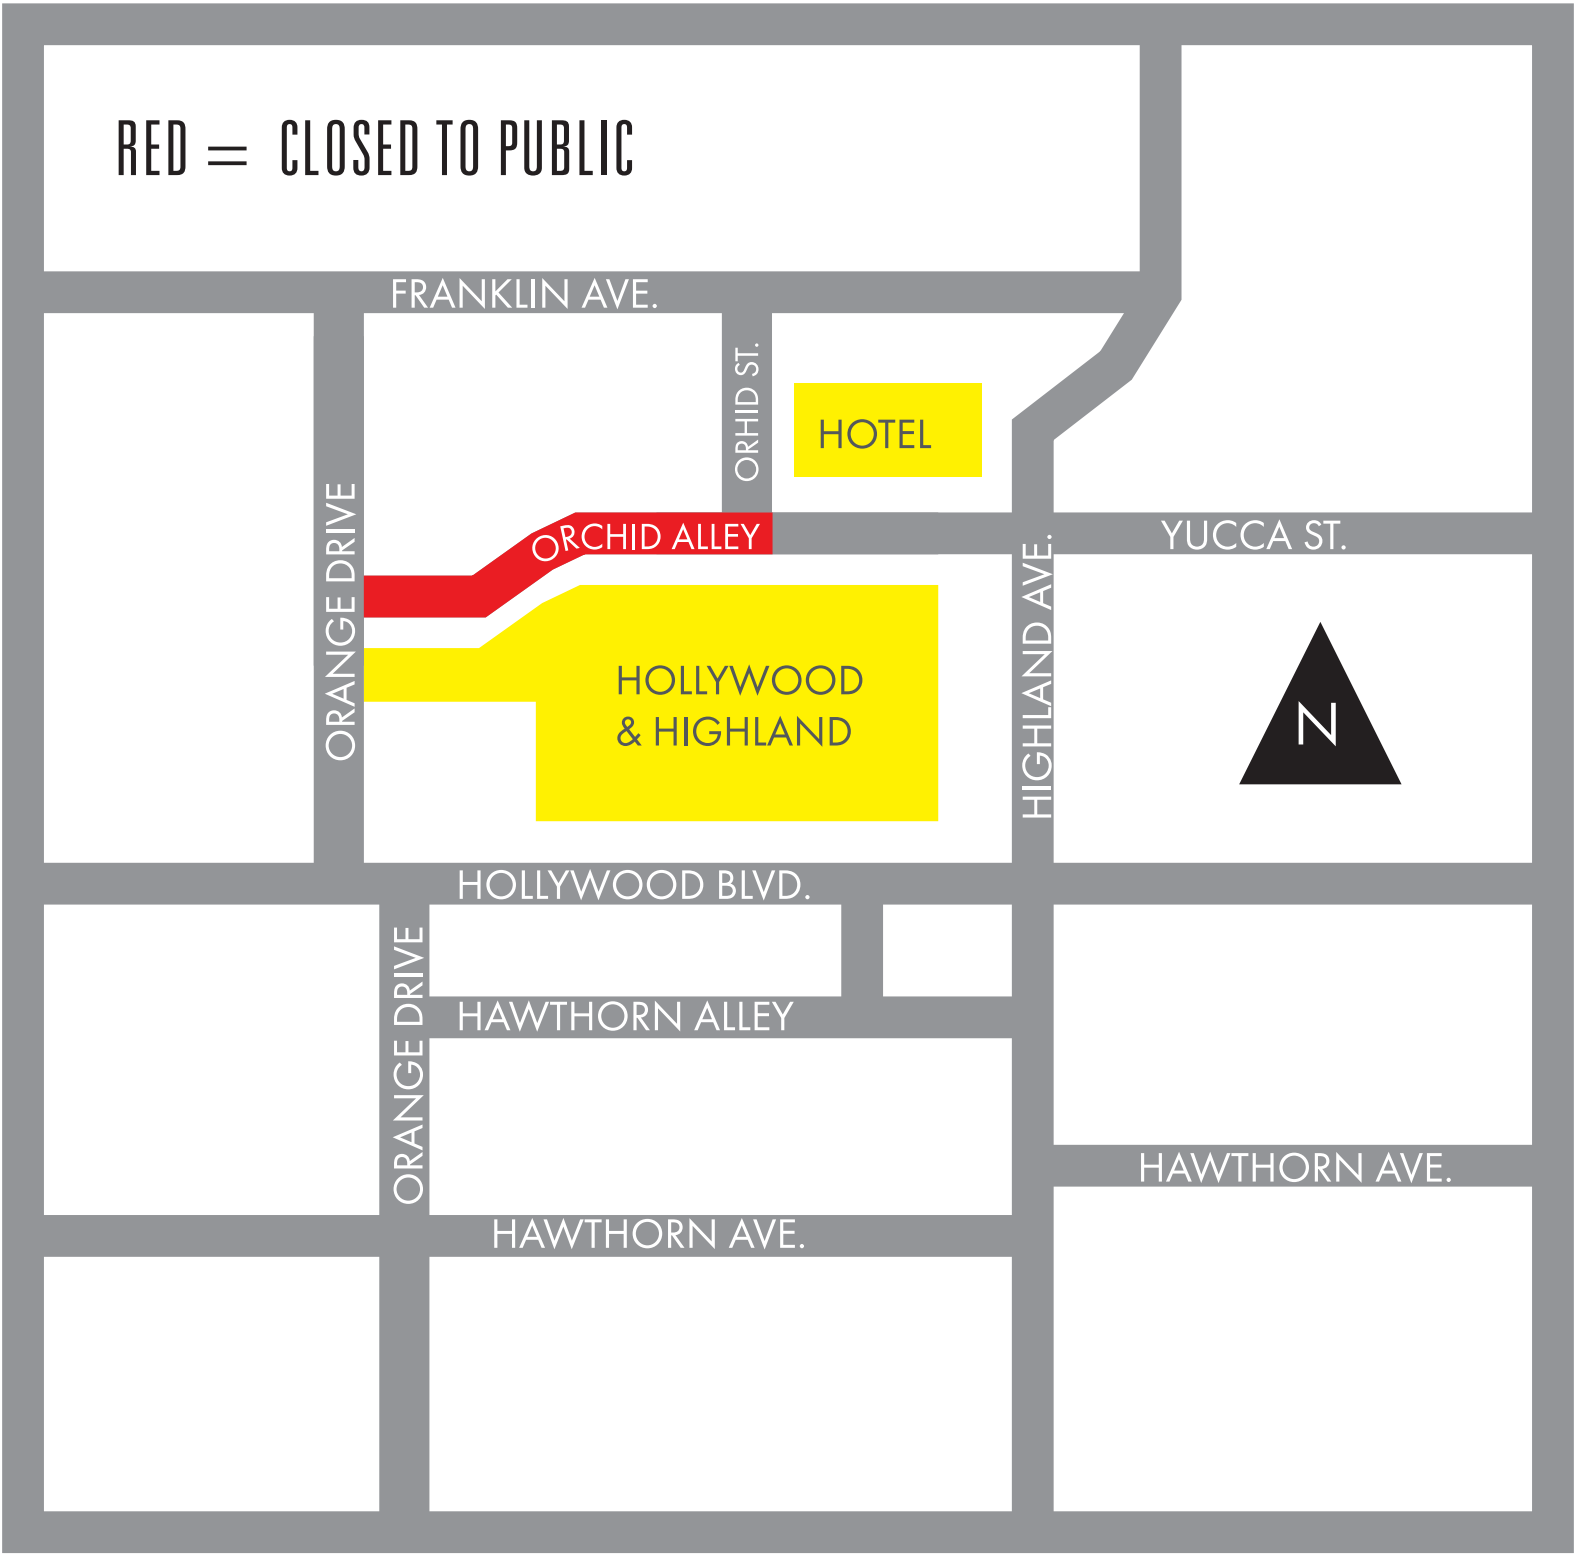 RED = CLOSED TO PUBLIC
FRANKLIN AVE.
ORHID ST.
HOTEL
ORANGE DRIVE
ORCHID ALLEY
YUCCA ST.
HIGHLAND AVE.
HOLLYWOOD
& HIGHLAND
N
HOLLYWOOD BLVD.
ORANGE DRIVE
HAWTHORN ALLEY
HAWTHORN AVE.
HAWTHORN AVE.